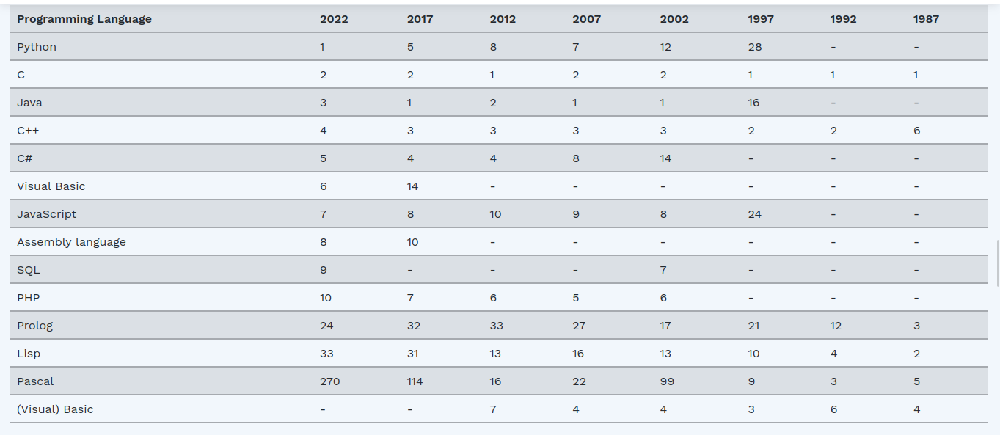 Programming Language 2022 2017 2012 2007 2002 1997 1992 1987
Python 1 5 8 7 12 28 - -
C 2 2 1 2 2 1 1 1
Java 3 1 2 1 1 16 - -
C++ 4 3 3 3 3 2 2 6
C# 5 4 4 8 14 - - -
Visual Basic 6 14 - - - - - -
JavaScript 7 8 10 9 8 24 - -
Assembly language 8 10 - - - - - -
SQL 9 - - - 7 - - -
PHP 10 7 6 5 6 - - -
Prolog 24 32 33 27 17 21 12 3
Lisp 33 31 13 16 13 10 4 2
Pascal 270 114 16 22 99 9 3 5
(Visual) Basic - - 7 4 4 3 6 4